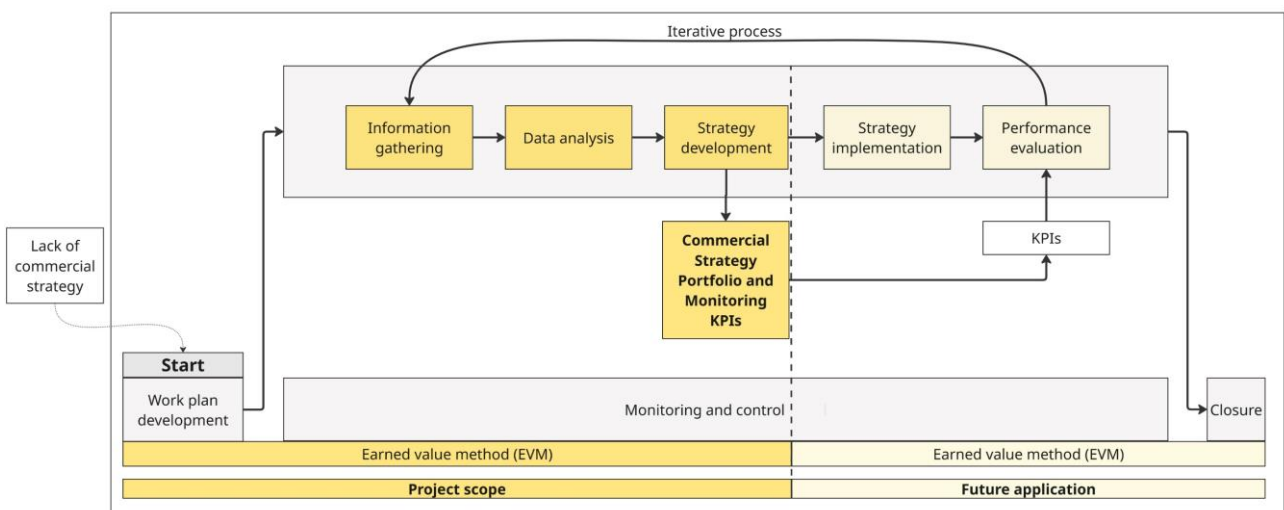 Iterative process
Information
gathering
Data analysis
Strategy
development
Strategy
implementation
Performance
evaluation
Commercial
Strategy
Portfolio and
Monitoring
KPIs
KPIs
Lack of
commercial
strategy
Start
Work plan
development
Monitoring and control
Closure
Earned value method (EVM)
Earned value method (EVM)
Project scope
Future application